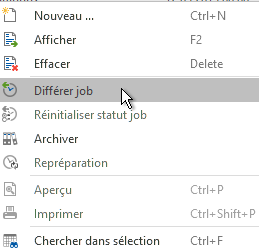 Nouveau ... Ctrl+N
Afficher F2
Effacer Delete
Différer job
Réinitialiser statut job
Archiver
Repréparation
Aperçu Ctrl+P
Imprimer Ctrl+Shift+P
Chercher dans sélection Ctrl+F